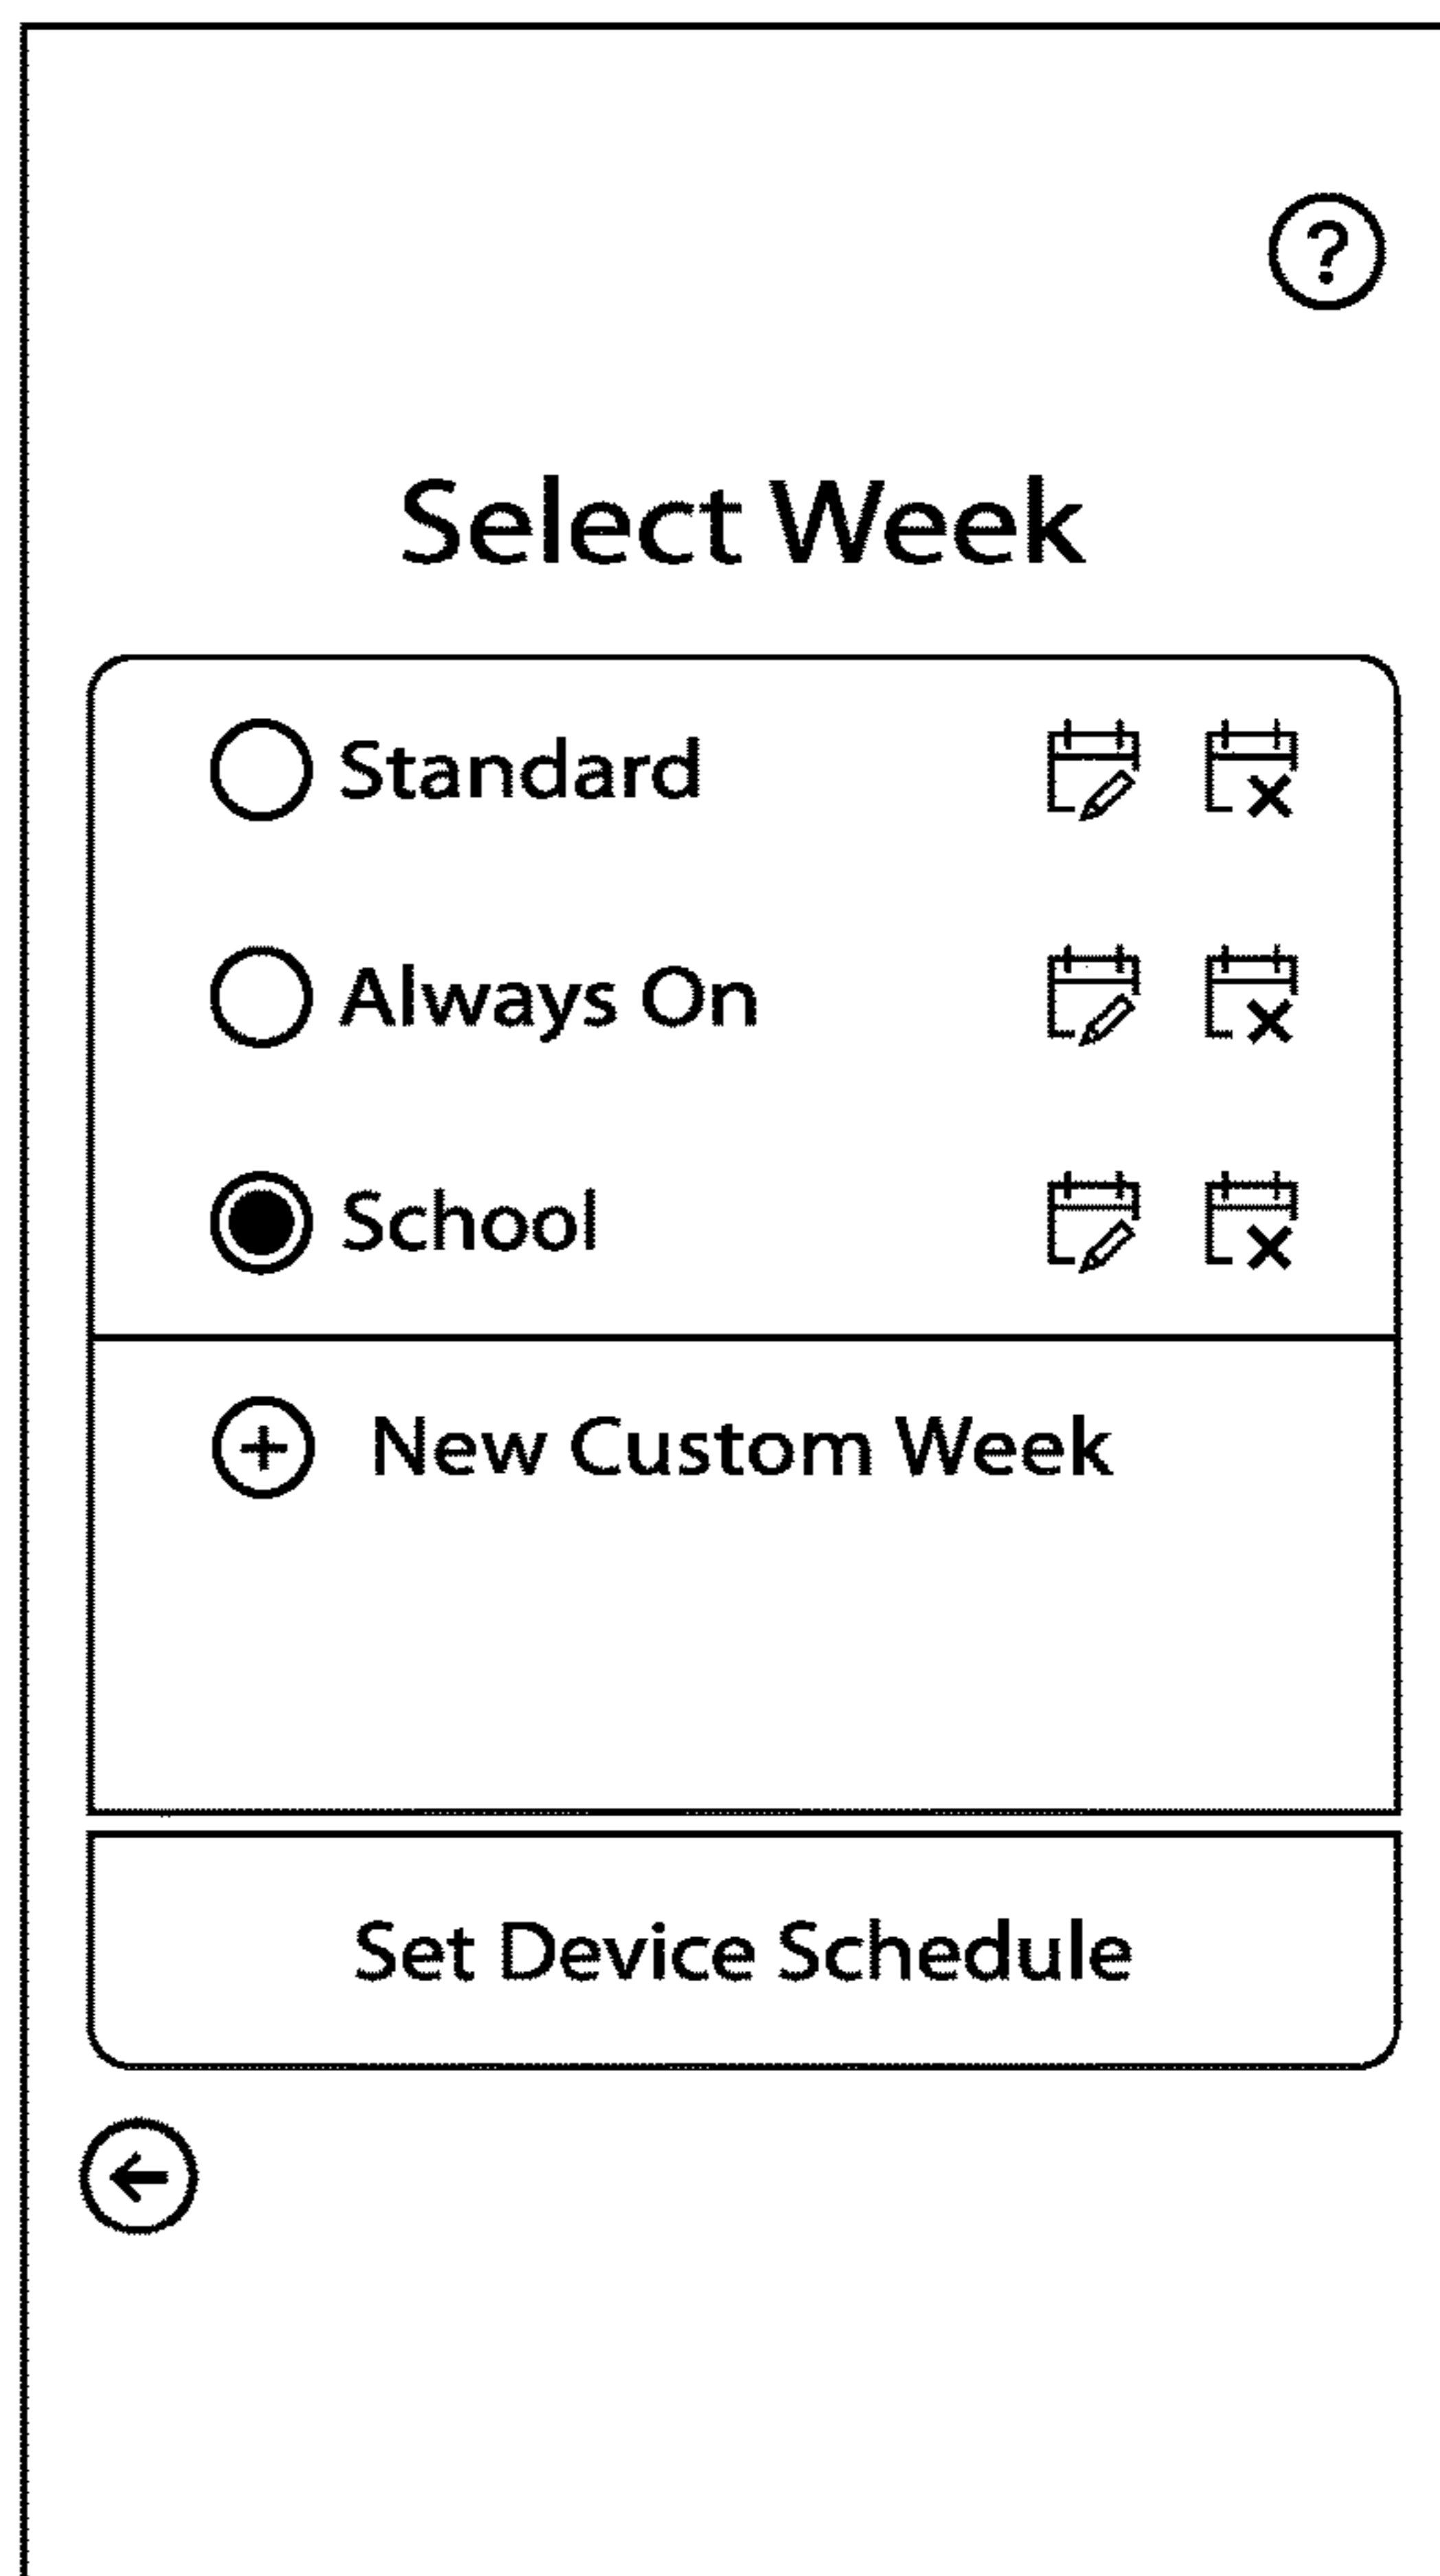 ?
Select Week
Standard
Always On
School
New Custom Week
Set Device Schedule